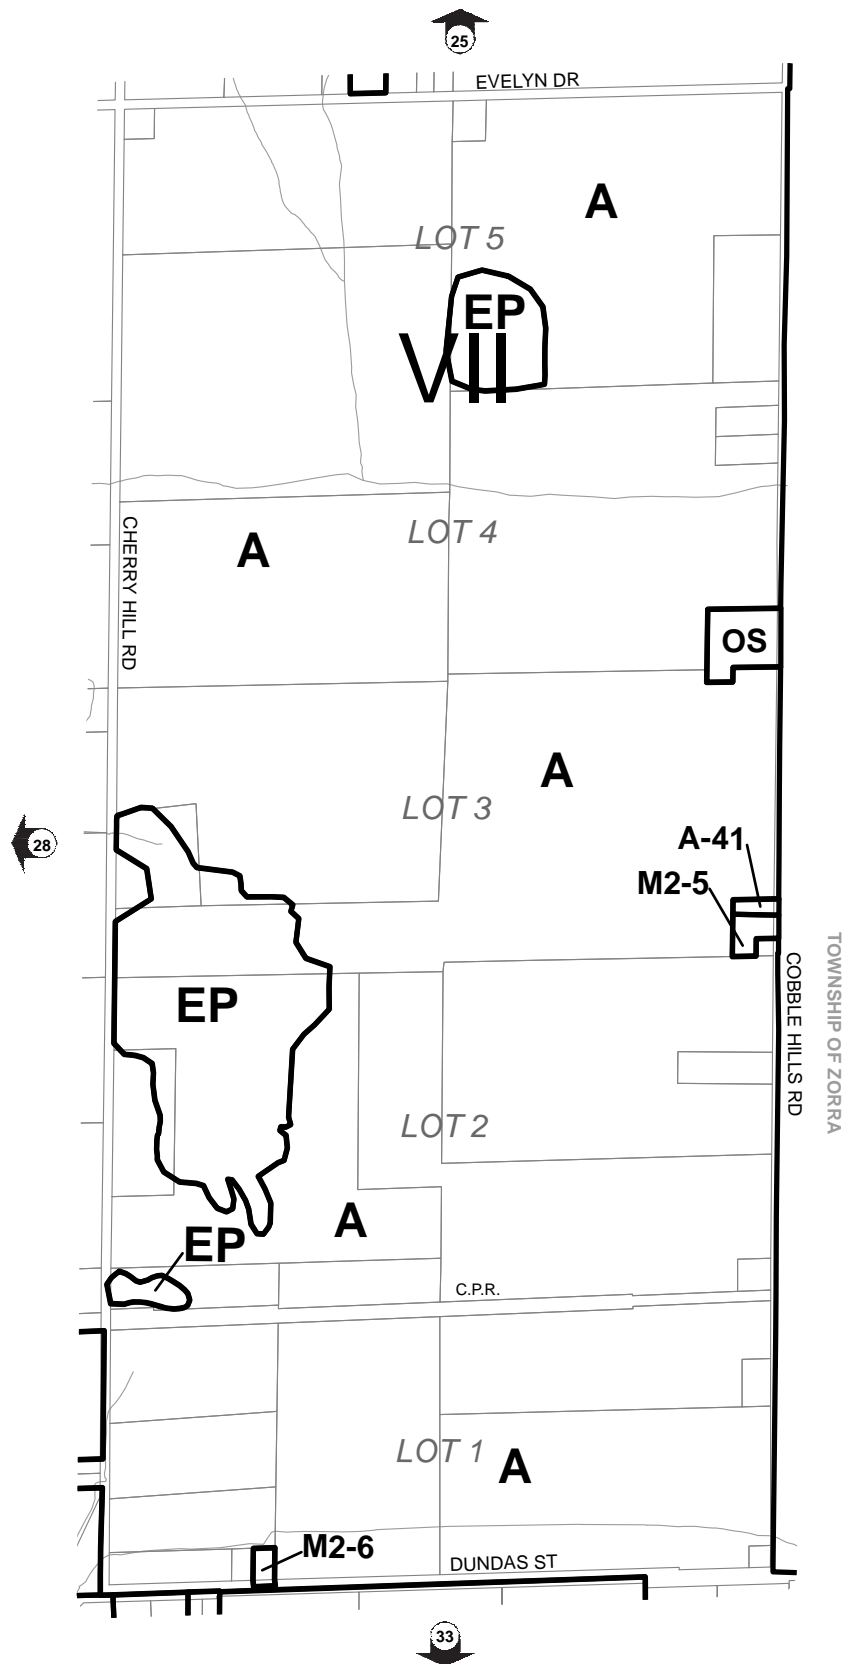 25
EVELYN DR
A
LOT 5
EP
VII
CHERRY HILL RD
A
LOT 4
OS
A
LOT 3
A-41
28
M2-5
TOWNSHIP OF ZORRA
COBBLE HILLS RD
EP
LOT 2
A
EP
C.P.R.
LOT 1
A
M2-6
DUNDAS ST
33